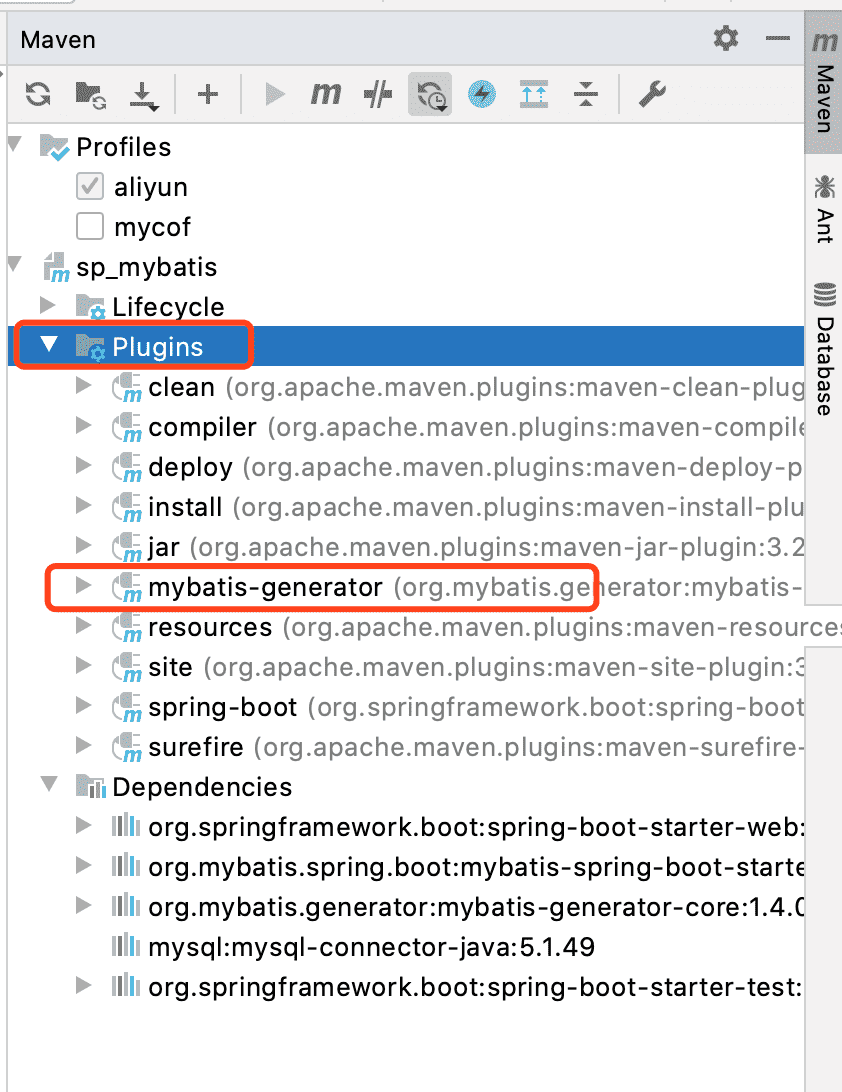 Maven
Profiles
aliyun
mycof
sp_mybatis
Lifecycle
Plugins
clean (org.apache.maven.plugins:maven-clean-plug
compiler (org.apache.maven.plugins:maven-compile
deploy (org.apache.maven.plugins:maven-deploy-p
install (org.apache.maven.plugins:maven-install-plu
jar (org.apache.maven.plugins:maven-jar-plugin:3.2
mybatis-generator (org.mybatis.generator:mybatis-
resources (org.apache.maven.plugins:maven-resources
site (org.apache.maven.plugins:maven-site-plugin:3
spring-boot (org.springframework.boot:spring-boot
surefire (org.apache.maven.plugins:maven-surefire-
Dependencies
org.springframework.boot:spring-boot-starter-web:
org.mybatis.spring.boot:mybatis-spring-boot-starte
org.mybatis.generator:mybatis-generator-core:1.4.0
mysql:mysql-connector-java:5.1.49
org.springframework.boot:spring-boot-starter-test:
Maven
Ant
Database